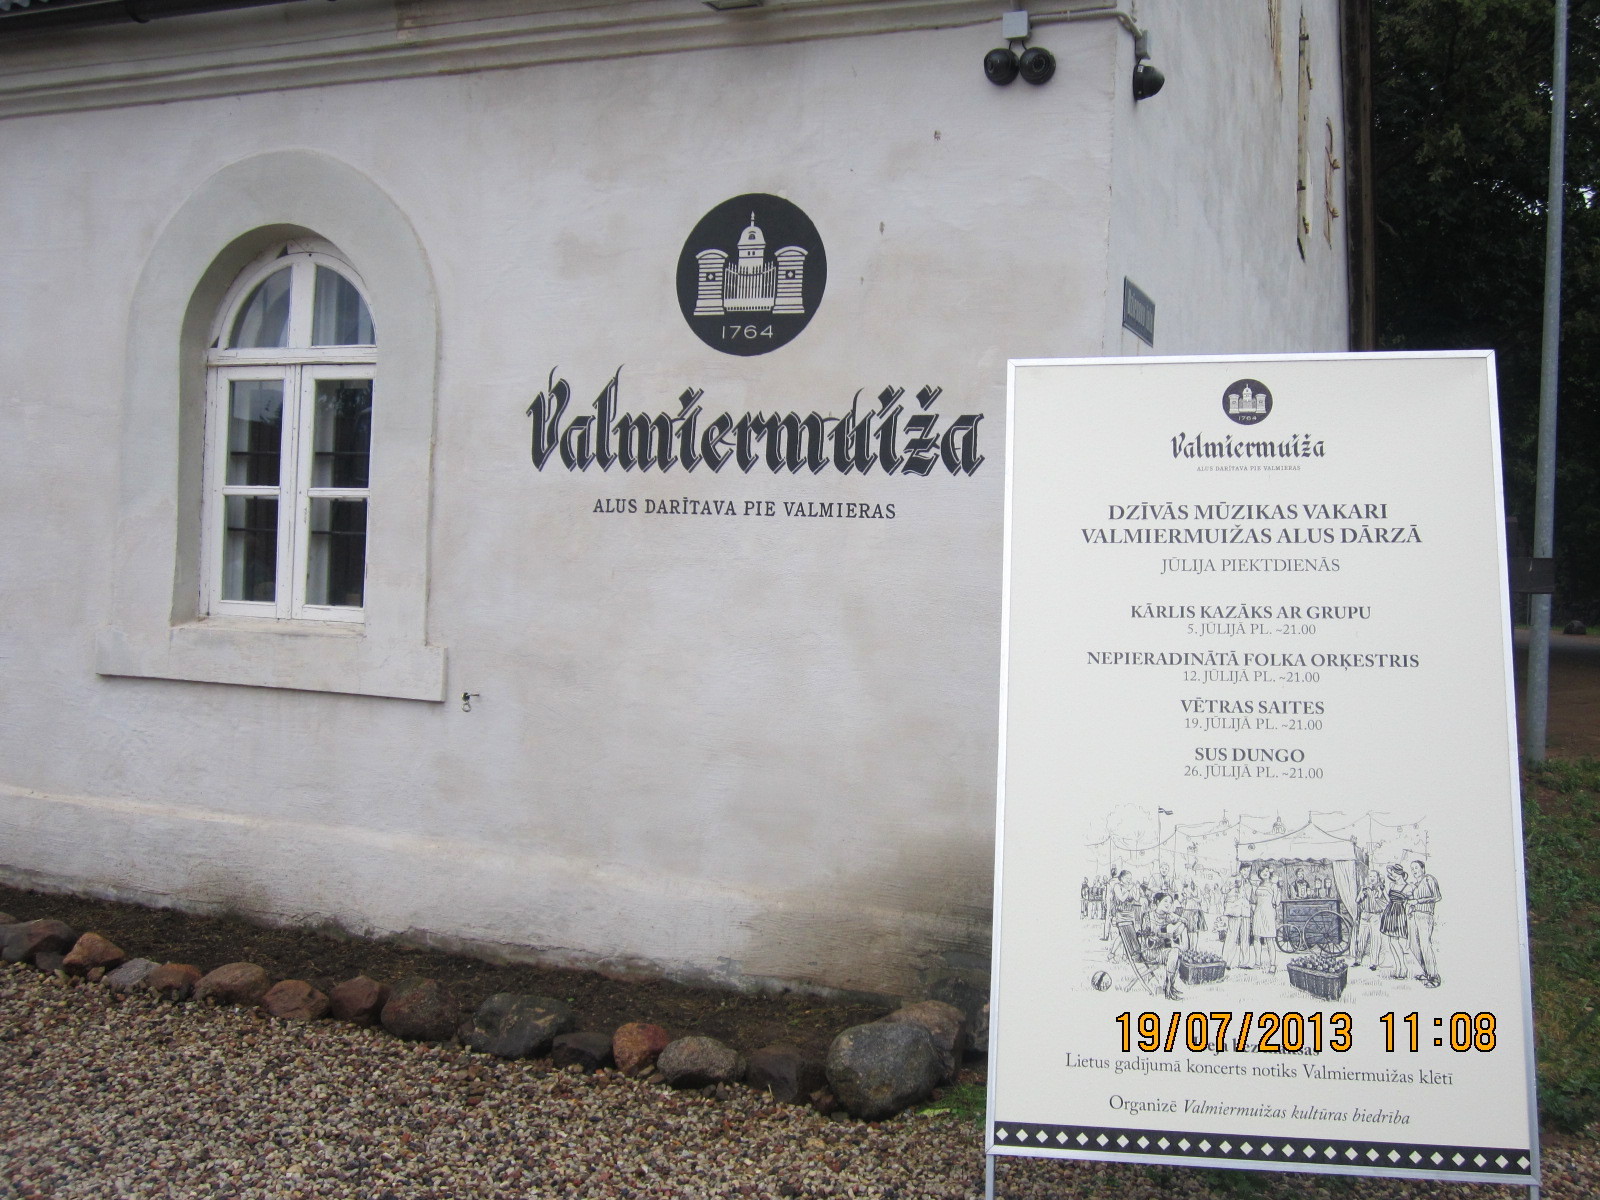 1764
Valmiermuiža
ALUS DARĪTAVA PIE VALMIERAS
1764
Valmiermuiža
ALUS DARĪTAVA PIE VALMIERAS
DZĪVĀS MŪZIKAS VAKARI
VALMIERMUIŽAS ALUS DĀRZĀ
JŪLIJA PIEKTDIENĀS
KĀRLIS KAZĀKS AR GRUPU
5. JŪLIJĀ PL. ~21.00
NEPIERADINĀTĀ FOLKA ORĶESTRIS
12. JŪLIJĀ PL. ~21.00
VĒTRAS SAITES
19. JŪLIJĀ PL. ~21.00
SUS DUNGO
26. JŪLIJĀ PL. ~21.00
19/07/2013 11:08
Lietus gadījumā koncerts notiks Valmiermuižas klētī
Organizē Valmiermuižas kultūras biedrība